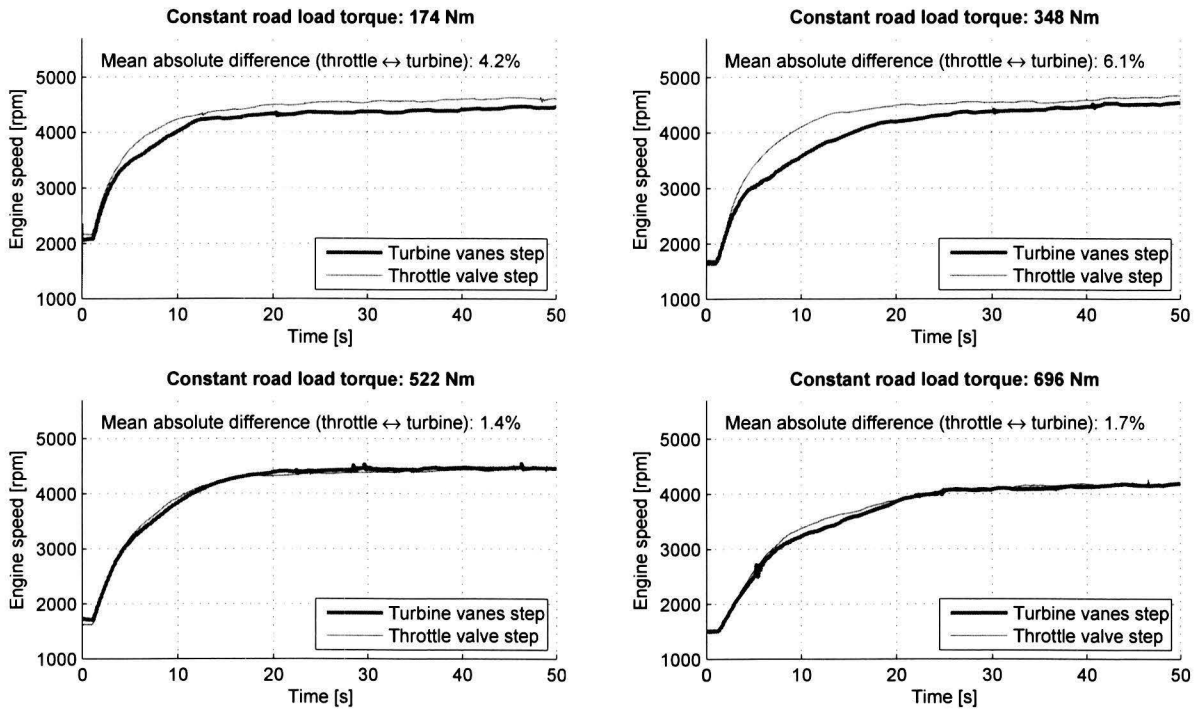 Constant road load torque: 174 Nm
Mean absolute difference (throttle ↔ turbine): 4.2%
Engine speed [rpm]
5000
4000
3000
2000
1000
Turbine vanes step
Throttle valve step
0 10 20 30 40 50
Time [s]
Constant road load torque: 348 Nm
Mean absolute difference (throttle ↔ turbine): 6.1%
Engine speed [rpm]
5000
4000
3000
2000
1000
Turbine vanes step
Throttle valve step
0 10 20 30 40 50
Time [s]
Constant road load torque: 522 Nm
Mean absolute difference (throttle ↔ turbine): 1.4%
Engine speed [rpm]
5000
4000
3000
2000
1000
Turbine vanes step
Throttle valve step
0 10 20 30 40 50
Time [s]
Constant road load torque: 696 Nm
Mean absolute difference (throttle ↔ turbine): 1.7%
Engine speed [rpm]
5000
4000
3000
2000
1000
Turbine vanes step
Throttle valve step
0 10 20 30 40 50
Time [s]